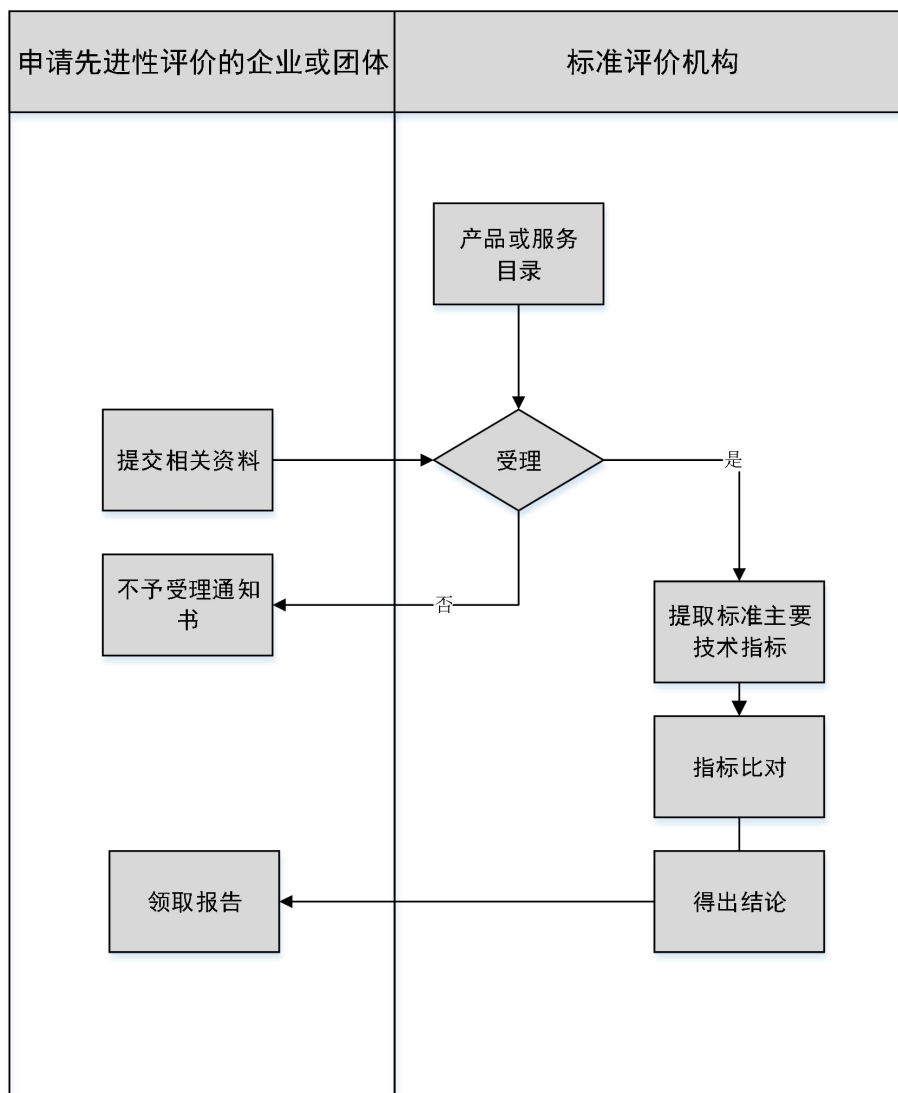 申请先进性评价的企业或团体
标准评价机构
产品或服务
目录
提交相关资料
受理
是
不予受理通知
书
否
提取标准主要
技术指标
指标比对
领取报告
得出结论